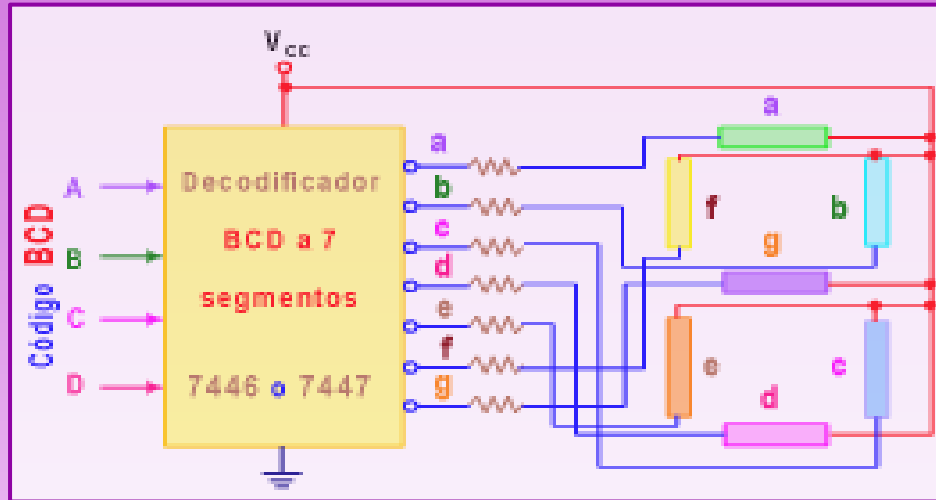 Vcc
Código BCD
A
B
C
D
Decodificador
BCD a 7
segmentos
7446 o 7447
a
b
c
d
e
f
g
a
f
b
g
e
c
d